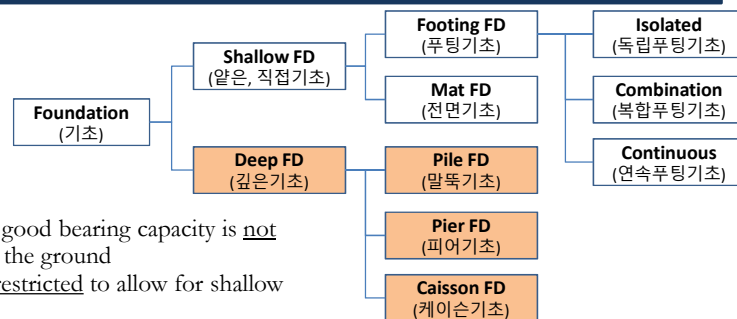 Foundation
(기초)
Shallow FD
(얕은, 직접기초)
Deep FD
(깊은기초)
Footing FD
(푸팅기초)
Mat FD
(전면기초)
Pile FD
(말뚝기초)
Pier FD
(피어기초)
Caisson FD
(케이슨기초)
Isolated
(독립푸팅기초)
Combination
(복합푸팅기초)
Continuous
(연속푸팅기초)
good bearing capacity is not
the ground
restricted to allow for shallow